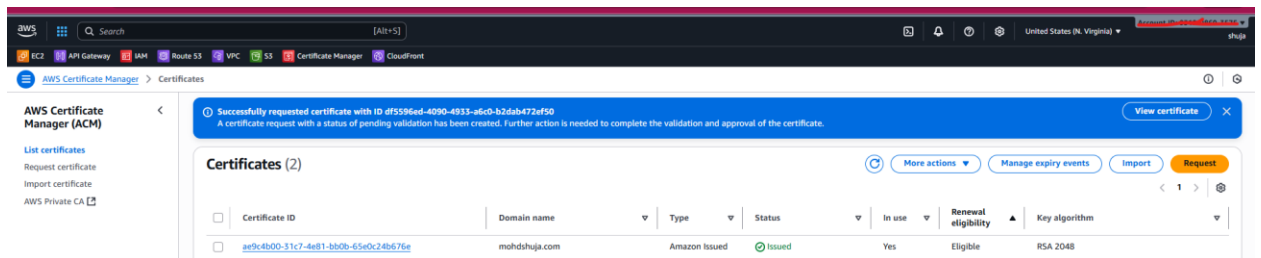 aws
Search [Alt+S] United States (N. Virginia) shuja
EC2 API Gateway IAM Route 53 VPC S3 Certificate Manager CloudFront
AWS Certificate Manager > Certificates
AWS Certificate Manager (ACM)
List certificates
Request certificate
Import certificate
AWS Private CA
Successfully requested certificate with ID df5596ed-4090-4933-a6c0-b2dab472ef50
A certificate request with a status of pending validation has been created. Further action is needed to complete the validation and approval of the certificate.
View certificate
Certificates (2)
More actions Manage expiry events Import Request
1
Certificate ID Domain name Type Status In use Renewal eligibility Key algorithm
ae9c4b00-31c7-4e81-bb0b-65e0c24b676e mohdshuja.com Amazon Issued Issued Yes Eligible RSA 2048